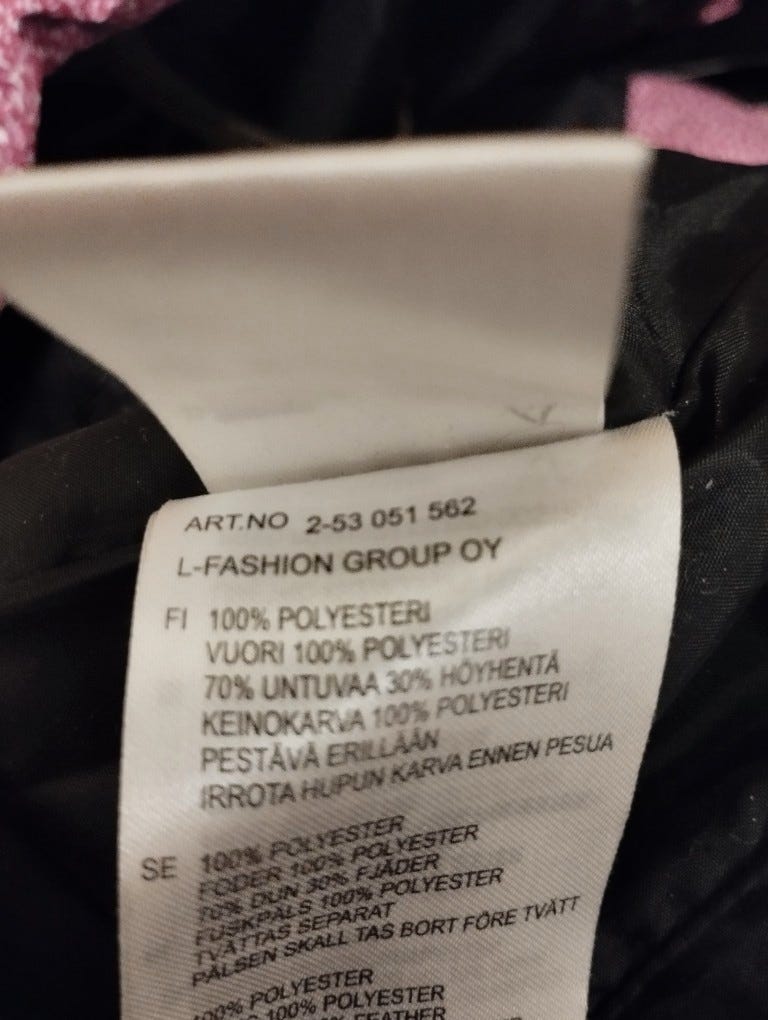 ART.NO 2-53 051 562
L-FASHION GROUP OY
FI 100% POLYESTERI
VUORI 100% POLYESTERI
70% UNTUVAA 30% HÖYHENTÄ
KEINOKARVA 100% POLYESTERI
PESTÄVÄ ERILLÄÄN
IRROTA HUPUN KARVA ENNEN PESUA
SE 100% POLYESTER
FODER 100% POLYESTER
70% DUN 30% FJÄDER
FUSKPÄLS 100% POLYESTER
TVÄTTAS SEPARAT
PÄLSEN SKALL TAS BORT FÖRE TVÄTT
100% POLYESTER
100% POLYESTER
FEATHER